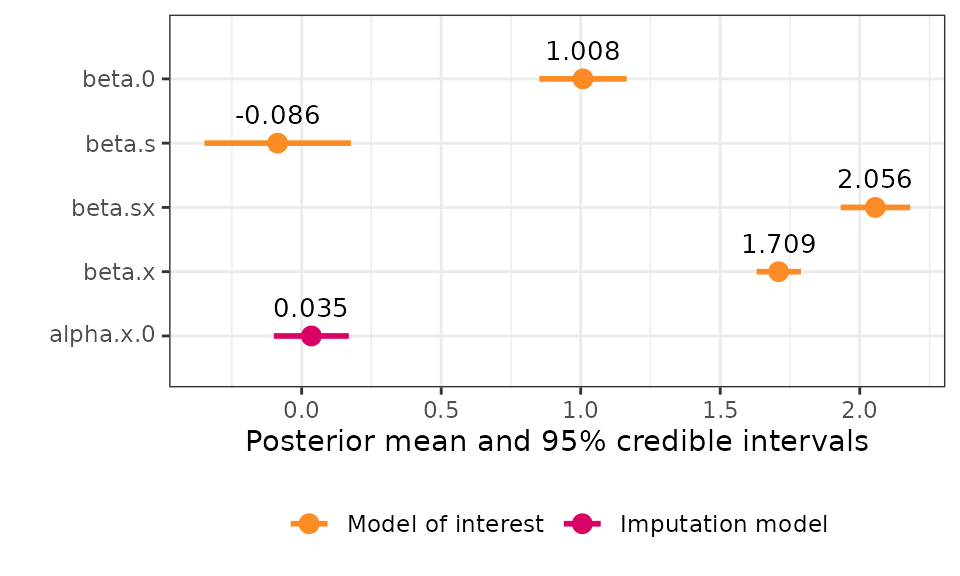 1.008
beta.0
-0.086
beta.s
2.056
beta.sx
1.709
beta.x
0.035
alpha.x.0
0.0 0.5 1.0 1.5 2.0
Posterior mean and 95% credible intervals
Model of interest Imputation model